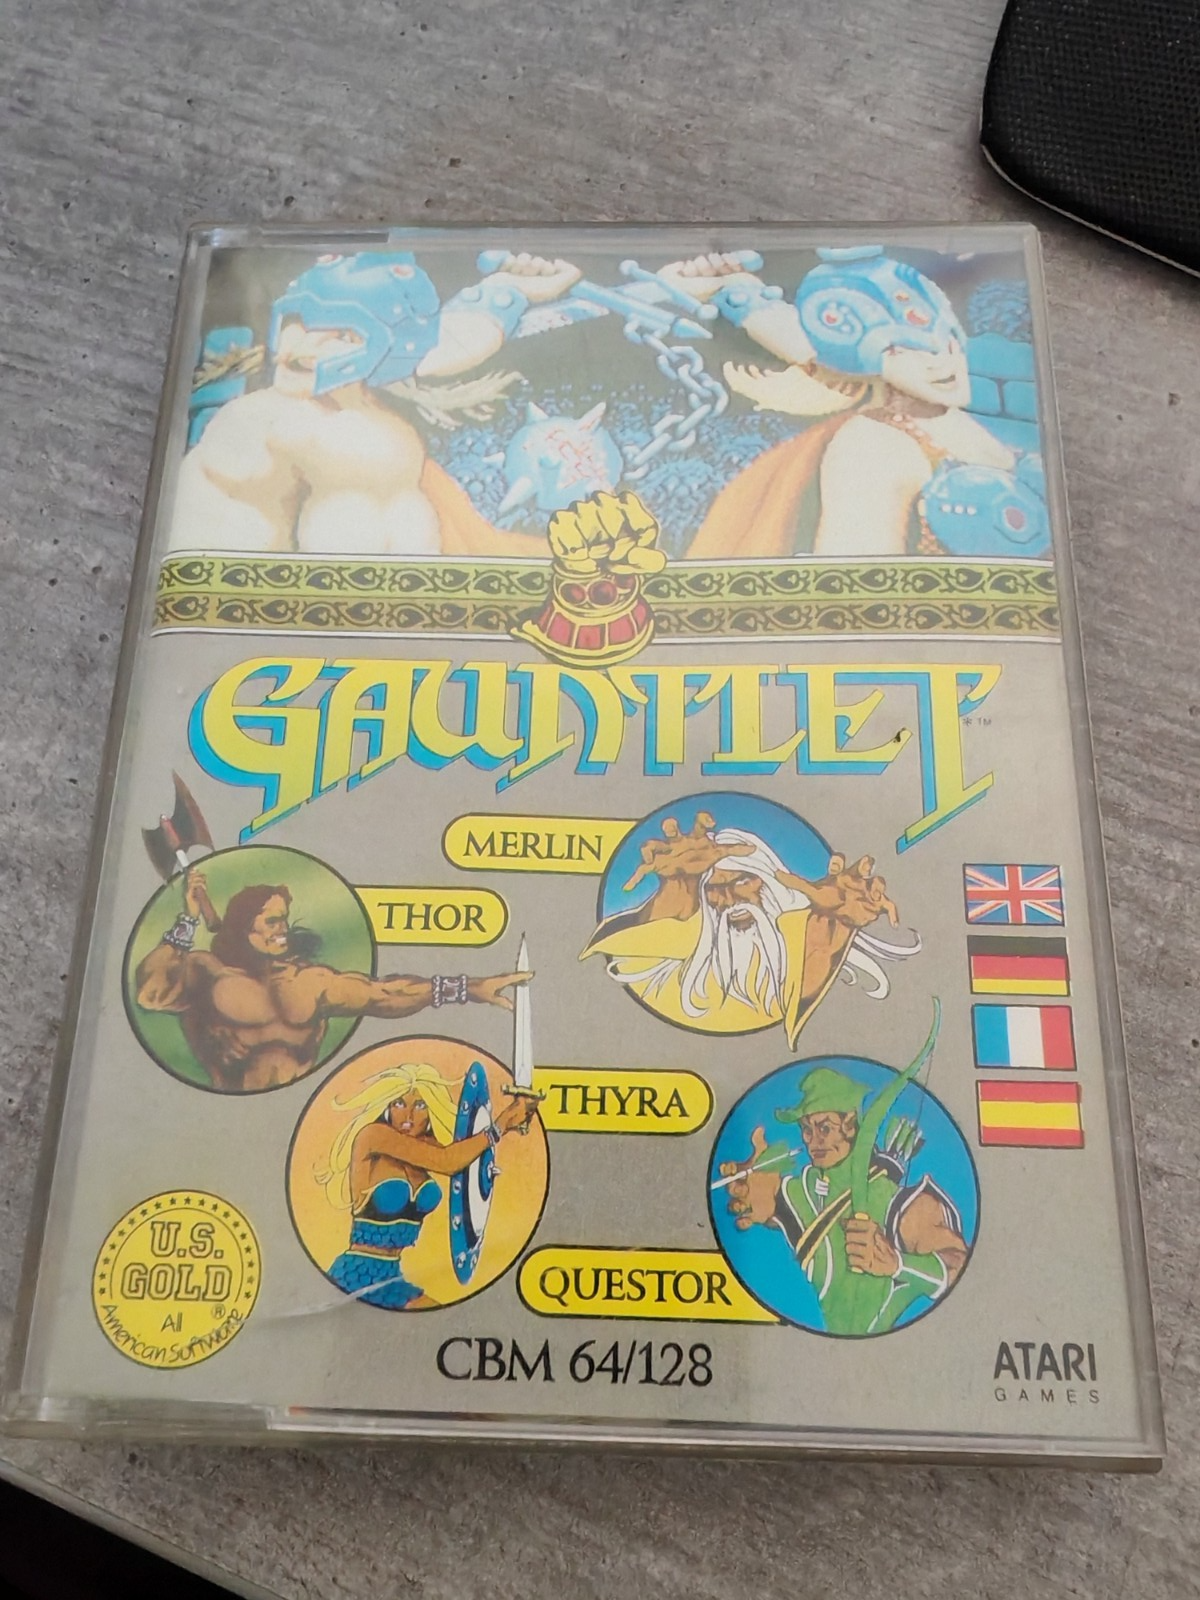 GAUNTLET *™
MERLIN
THOR
THYRA
QUESTOR
U.S.
GOLD ®
All
American Software
CBM 64/128
ATARI
GAMES